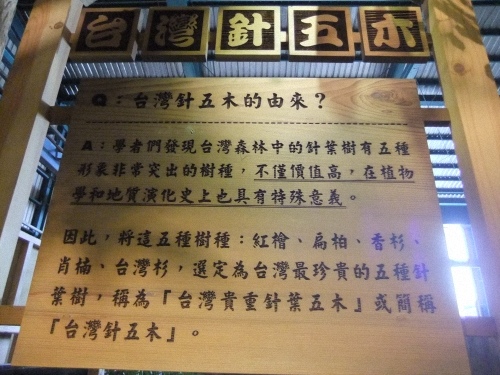 台灣針五木
Q：台灣針五木的由來？
A：學者們發現台灣森林中的針葉樹有五種
形象非常突出的樹種，不僅價值高，在植物
學和地質演化史上也具有特殊意義。
因此，將這五種樹種：紅檜、扁柏、香杉、
肖楠、台灣杉，選定為台灣最珍貴的五種針
葉樹，稱為「台灣貴重針葉五木」或簡稱
「台灣針五木」。